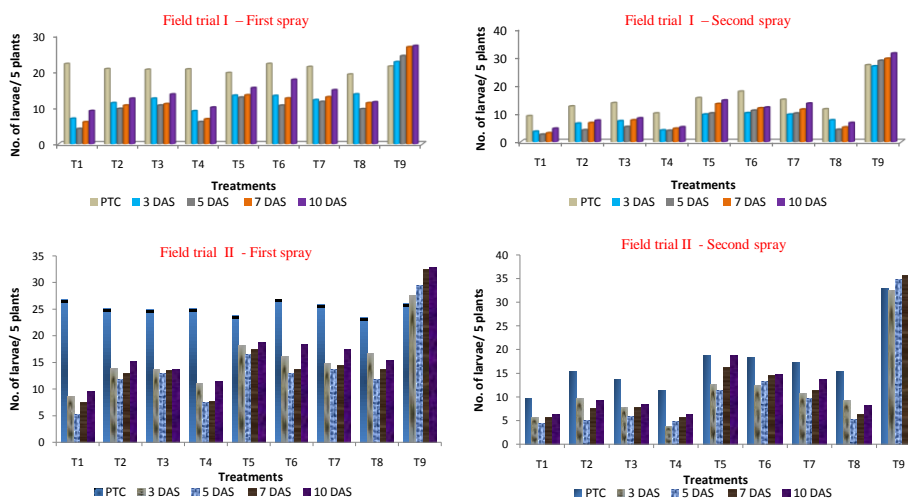 Field trial I – First spray
No. of larvae/ 5 plants
30
20
10
0
T1 T2 T3 T4 T5 T6 T7 T8 T9
Treatments
PTC 3 DAS 5 DAS 7 DAS 10 DAS
Field trial I – Second spray
No. of larvae/ 5 plants
40
30
20
10
0
T1 T2 T3 T4 T5 T6 T7 T8 T9
Treatments
PTC 3 DAS 5 DAS 7 DAS 10 DAS
Field trial II - First spray
No. of larvae/ 5 plants
35
30
25
20
15
10
5
0
T1 T2 T3 T4 T5 T6 T7 T8 T9
Treatments
PTC 3 DAS 5 DAS 7 DAS 10 DAS
Field trial II - Second spray
No. of larvae/ 5 plants
40
35
30
25
20
15
10
5
0
T1 T2 T3 T4 T5 T6 T7 T8 T9
Treatments
PTC 3 DAS 5 DAS 7 DAS 10 DAS